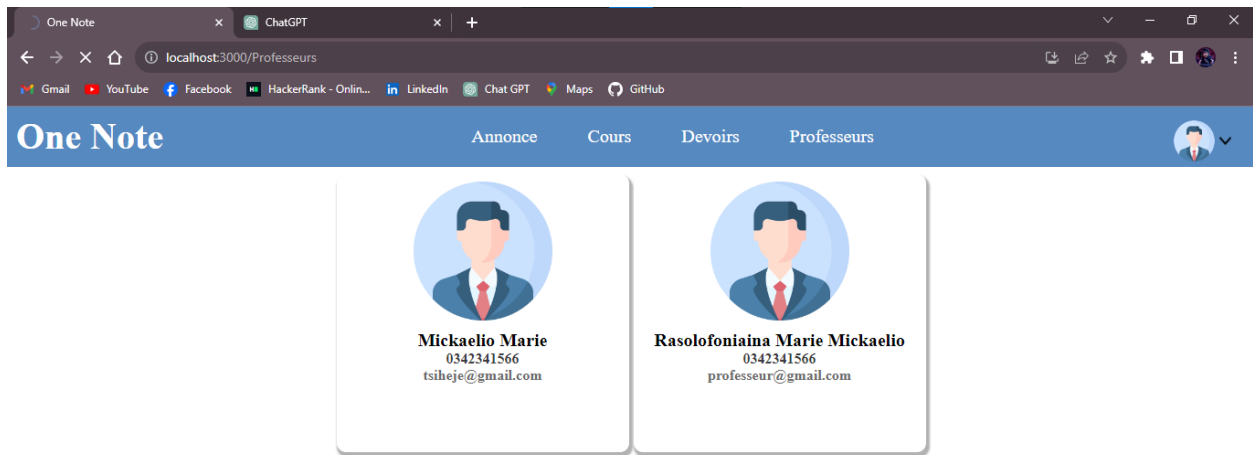 One Note
ChatGPT
localhost:3000/Professeurs
Gmail YouTube Facebook HackerRank - Onlin... LinkedIn Chat GPT Maps GitHub
One Note Annonce Cours Devoirs Professeurs
Mickaelio Marie
0342341566
tsiheje@gmail.com
Rasolofoniaina Marie Mickaelio
0342341566
professeur@gmail.com